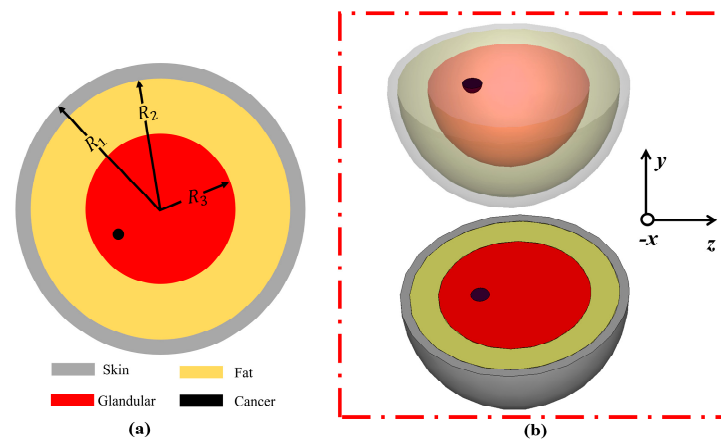 R₁
R₂
R₃
Skin
Fat
Glandular
Cancer
(a)
y
-x
z
(b)